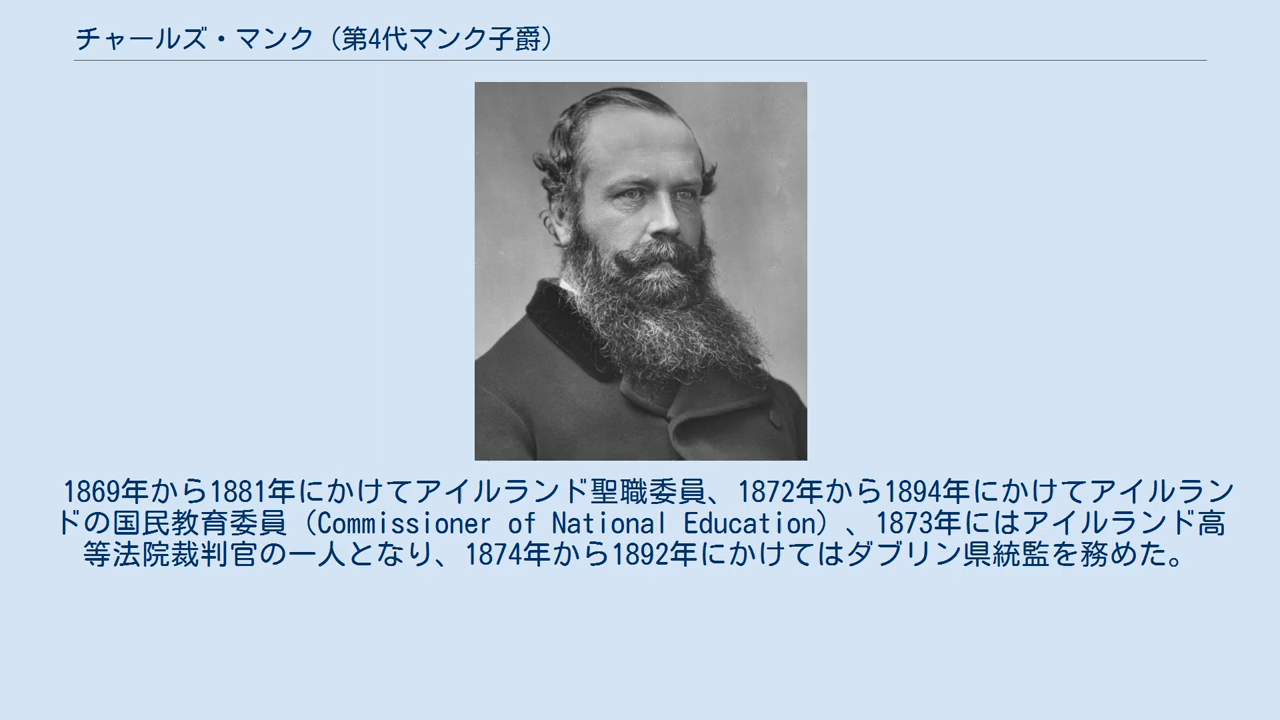 チャールズ・マンク（第4代マンク子爵）
1869年から1881年にかけてアイルランド聖職委員、1872年から1894年にかけてアイルラン
ドの国民教育委員（Commissioner of National Education）、1873年にはアイルランド高
等法院裁判官の一人となり、1874年から1892年にかけてはダブリン県統監を務めた。